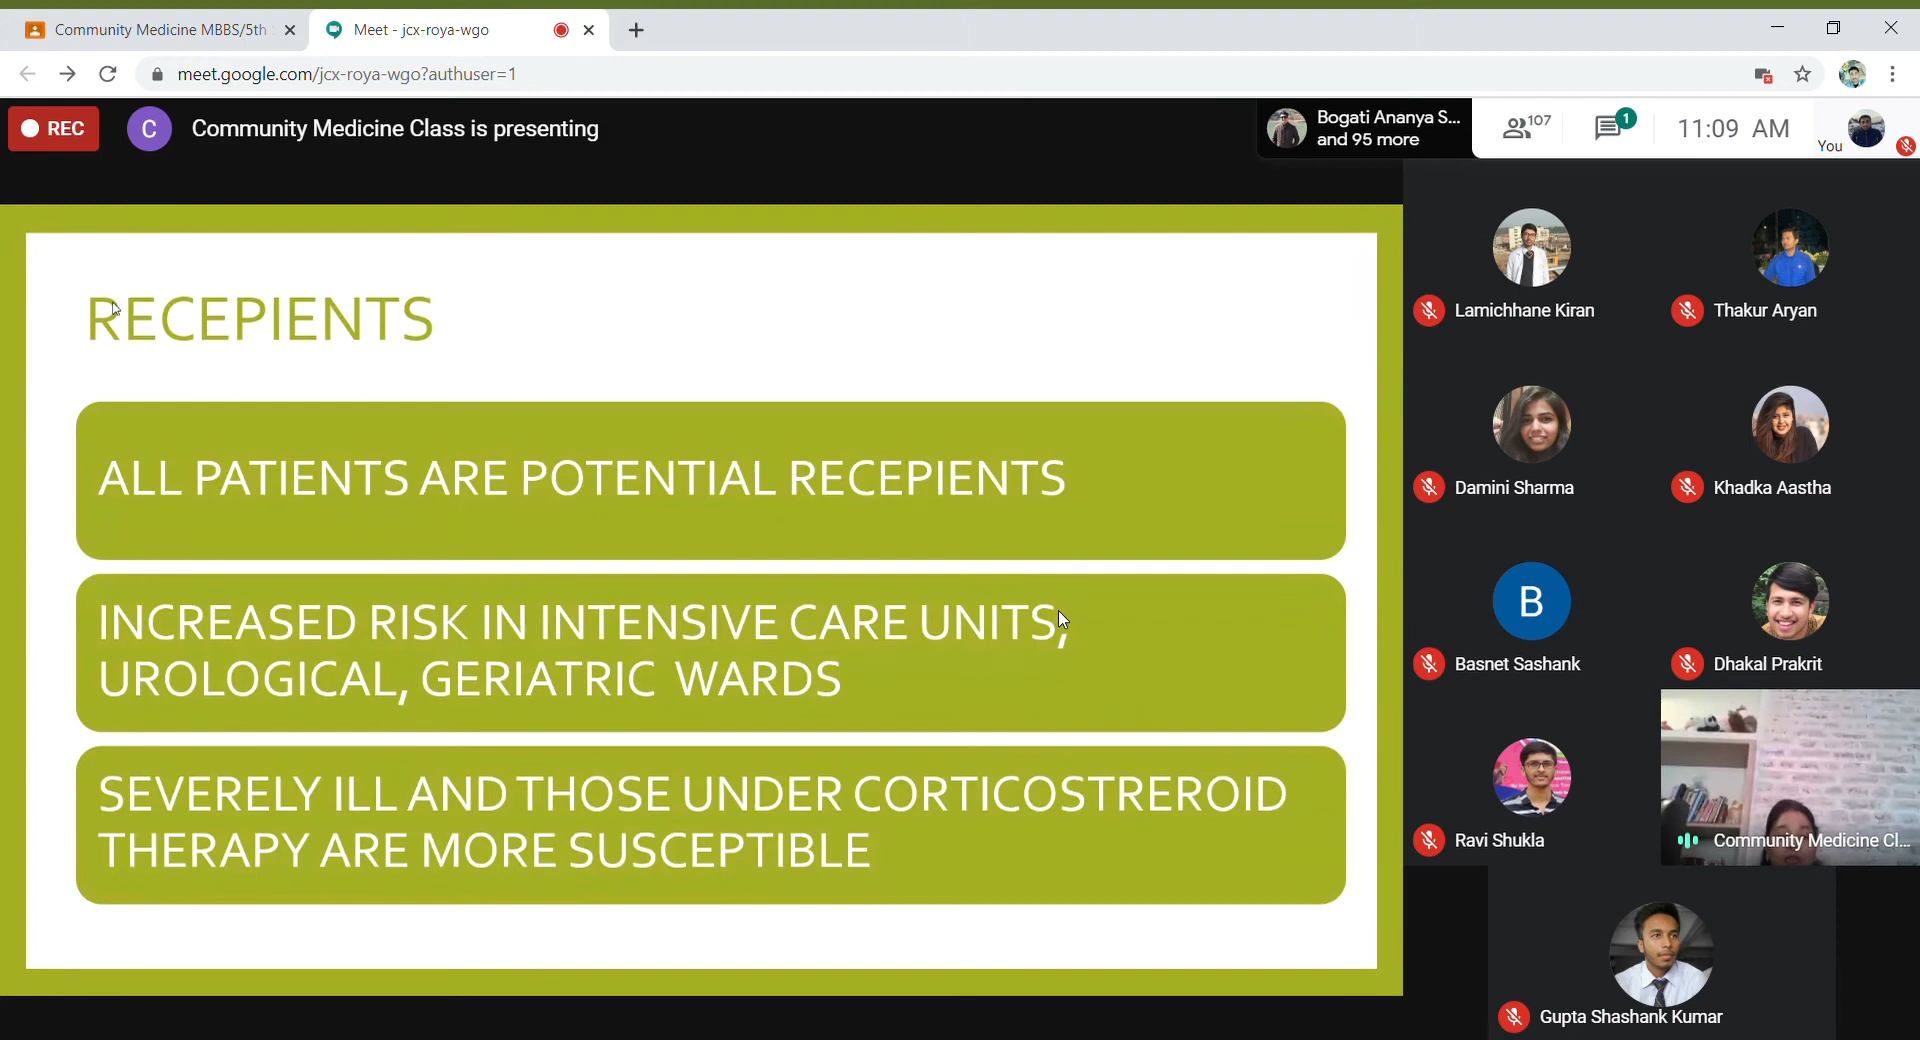 Community Medicine MBBS/5th
Meet - jcx-roya-wgo
meet.google.com/jcx-roya-wgo?authuser=1
REC
C
Community Medicine Class is presenting
Bogati Ananya S...
and 95 more
107
1
11:09 AM
You
RECEPIENTS
ALL PATIENTS ARE POTENTIAL RECEPIENTS
INCREASED RISK IN INTENSIVE CARE UNITS,
UROLOGICAL, GERIATRIC WARDS
SEVERELY ILL AND THOSE UNDER CORTICOSTREROID
THERAPY ARE MORE SUSCEPTIBLE
Lamichhane Kiran
Thakur Aryan
Damini Sharma
Khadka Aastha
B
Basnet Sashank
Dhakal Prakrit
Ravi Shukla
Community Medicine Cl...
Gupta Shashank Kumar